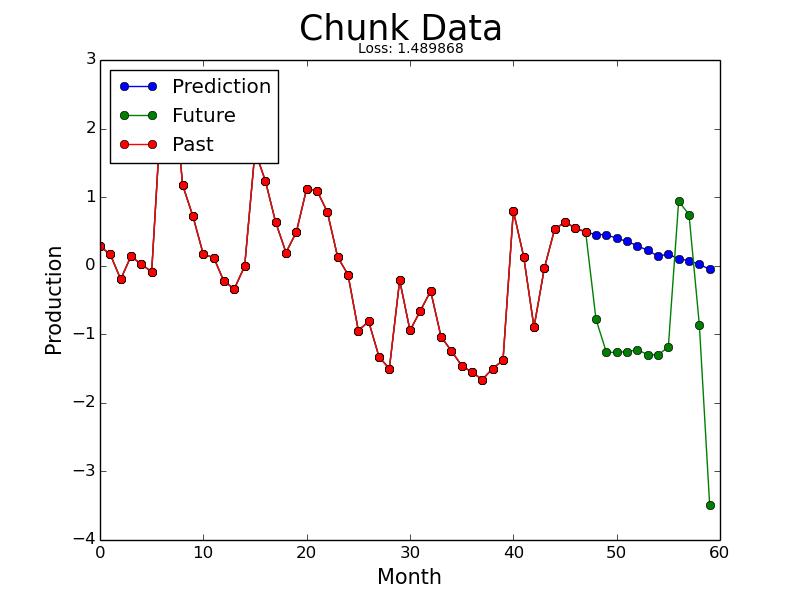 Chunk Data
Loss: 1.489868
Prediction
Future
Past
3
2
1
0
−1
−2
−3
−4
Production
0 10 20 30 40 50 60
Month